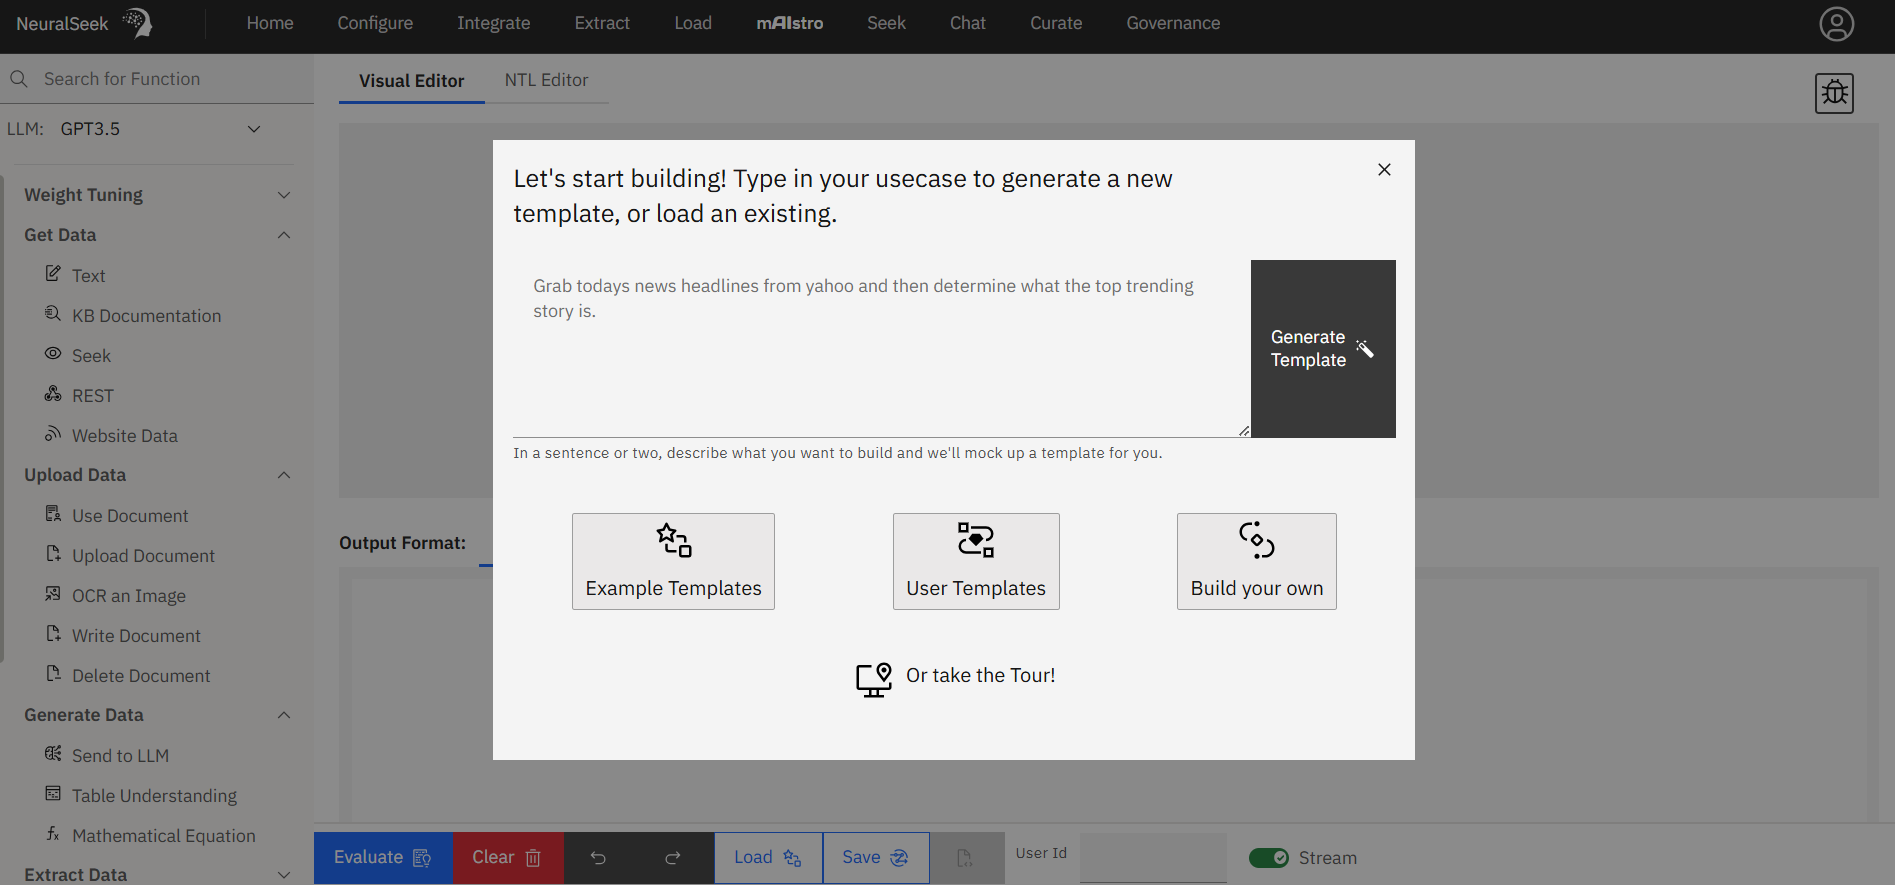 NeuralSeek
Home
Configure
Integrate
Extract
Load
mAIstro
Seek
Chat
Curate
Governance
Search for Function
LLM: GPT3.5
Weight Tuning
Get Data
Text
KB Documentation
Seek
REST
Website Data
Upload Data
Use Document
Upload Document
OCR an Image
Write Document
Delete Document
Generate Data
Send to LLM
Table Understanding
Mathematical Equation
Extract Data
Visual Editor
NTL Editor
Let's start building! Type in your usecase to generate a new
template, or load an existing.
Grab todays news headlines from yahoo and then determine what the top trending
story is.
Generate
Template
In a sentence or two, describe what you want to build and we'll mock up a template for you.
Example Templates
User Templates
Build your own
Or take the Tour!
Output Format:
Evaluate
Clear
Load
Save
User Id
Stream